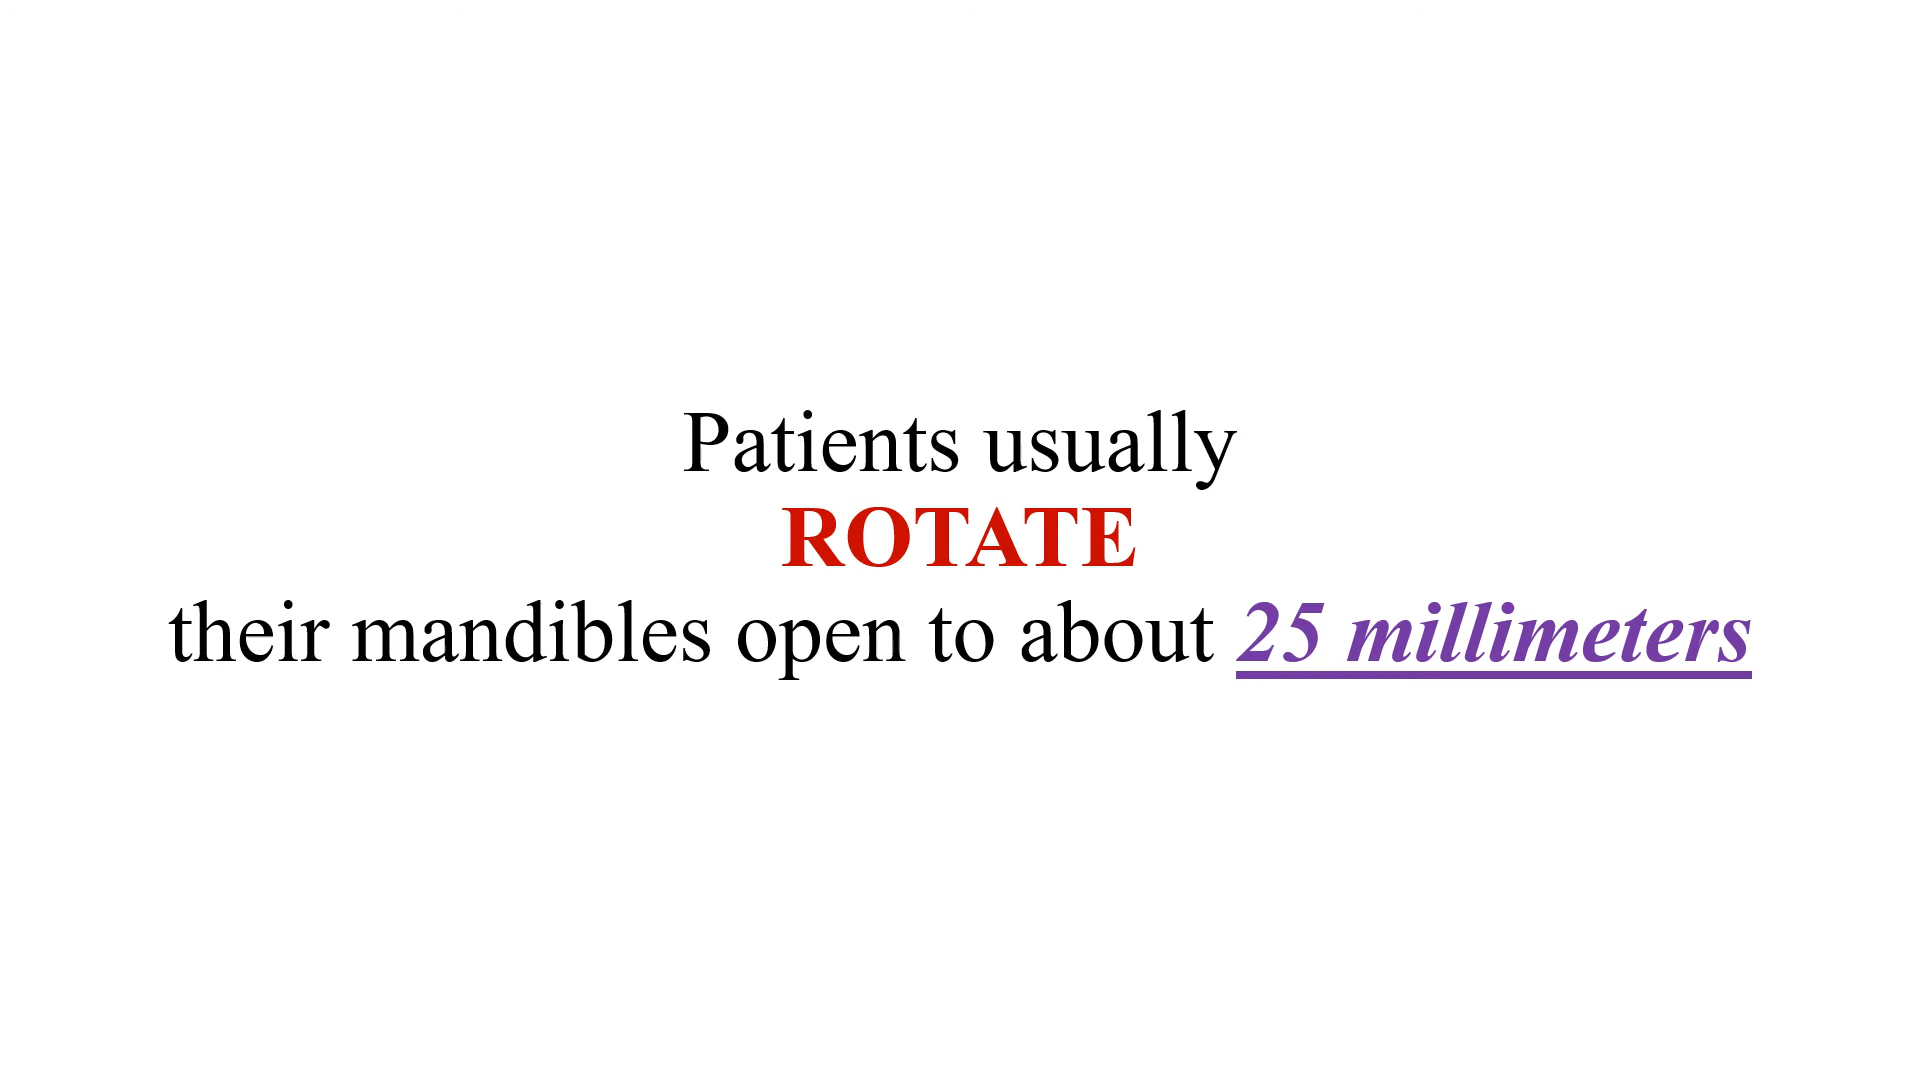 Patients usually
ROTATE
their mandibles open to about 25 millimeters